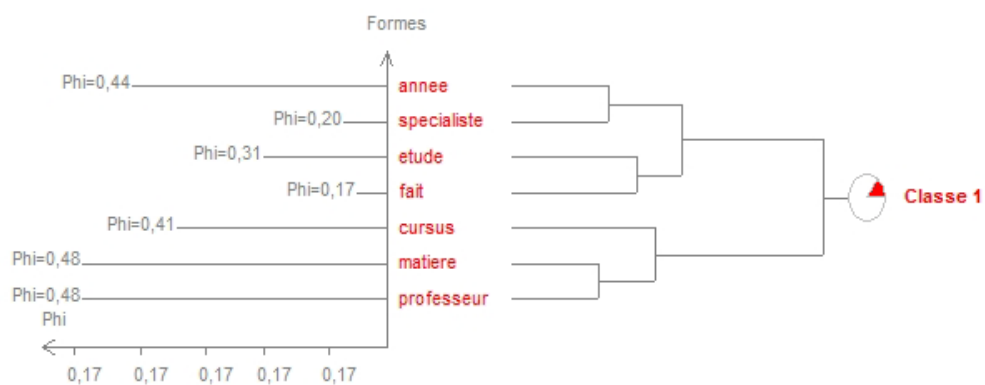 Formes
Phi=0,44 annee
Phi=0,20 specialiste
Phi=0,31 etude
Phi=0,17 fait
Classe 1
Phi=0,41 cursus
Phi=0,48 matiere
Phi=0,48 professeur
Phi
0,17 0,17 0,17 0,17 0,17